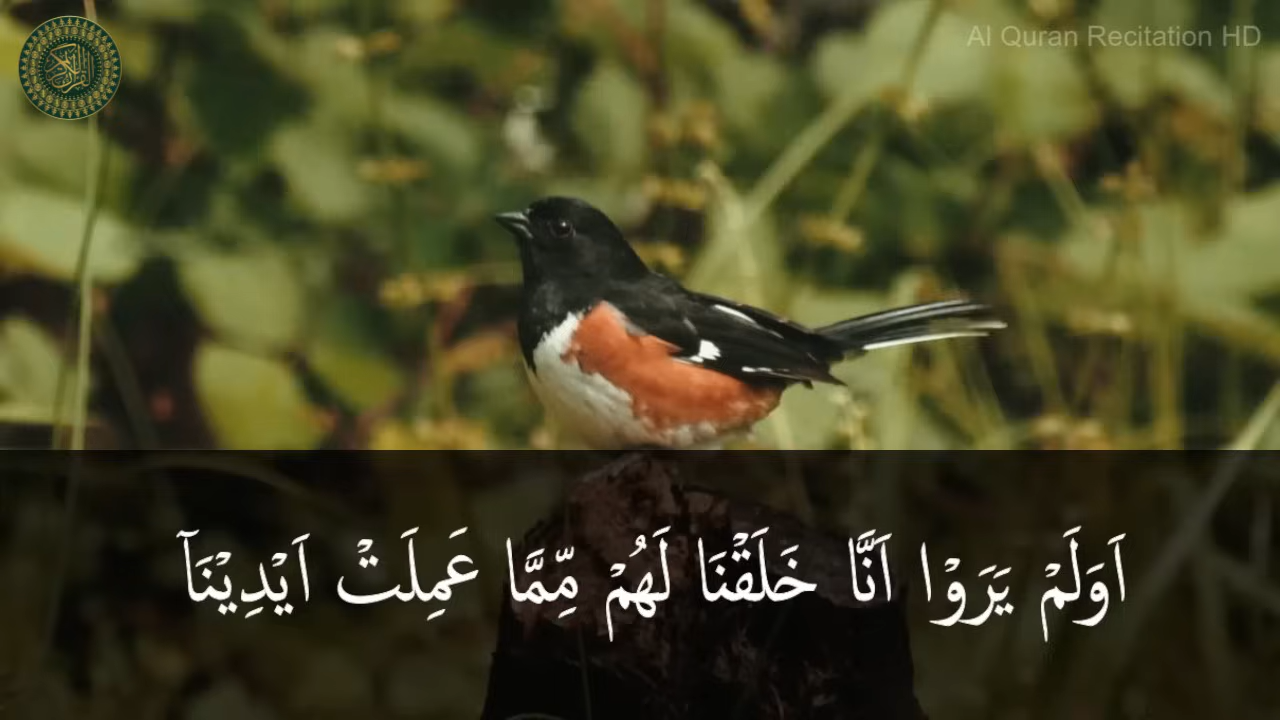 Al Quran Recitation HD
اَوَلَمْ يَرَوْا اَنَّا خَلَقْنَا لَهُمْ مِّمَّا عَمِلَتْ اَيْدِيْنَاۤ